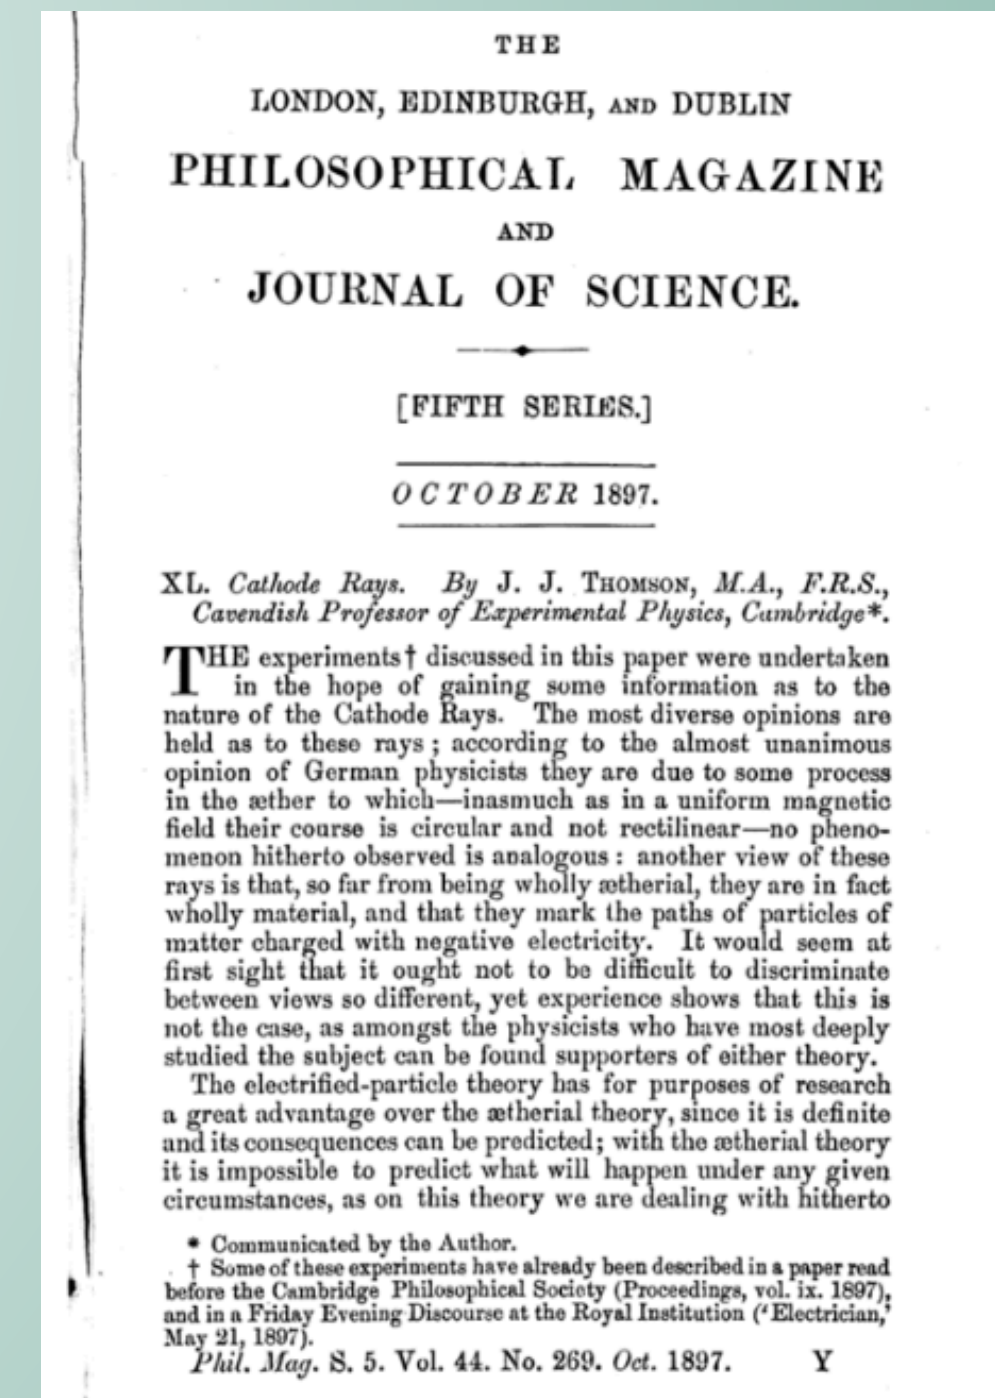 THE
LONDON, EDINBURGH, AND DUBLIN
PHILOSOPHICAL MAGAZINE
AND
JOURNAL OF SCIENCE.
[FIFTH SERIES.]
OCTOBER 1897.
XL. Cathode Rays. By J. J. THOMSON, M.A., F.R.S.,
Cavendish Professor of Experimental Physics, Cambridge*.
THE experiments† discussed in this paper were undertaken
in the hope of gaining some information as to the
nature of the Cathode Rays. The most diverse opinions are
held as to these rays; according to the almost unanimous
opinion of German physicists they are due to some process
in the æther to which—inasmuch as in a uniform magnetic
field their course is circular and not rectilinear—no pheno-
menon hitherto observed is analogous: another view of these
rays is that, so far from being wholly ætherial, they are in fact
wholly material, and that they mark the paths of particles of
matter charged with negative electricity. It would seem at
first sight that it ought not to be difficult to discriminate
between views so different, yet experience shows that this is
not the case, as amongst the physicists who have most deeply
studied the subject can be found supporters of either theory.
The electrified-particle theory has for purposes of research
a great advantage over the ætherial theory, since it is definite
and its consequences can be predicted; with the ætherial theory
it is impossible to predict what will happen under any given
circumstances, as on this theory we are dealing with hitherto
* Communicated by the Author.
† Some of these experiments have already been described in a paper read
before the Cambridge Philosophical Society (Proceedings, vol. ix. 1897),
and in a Friday Evening Discourse at the Royal Institution ('Electrician,'
May 21, 1897).
Phil. Mag. S. 5. Vol. 44. No. 269. Oct. 1897. Y